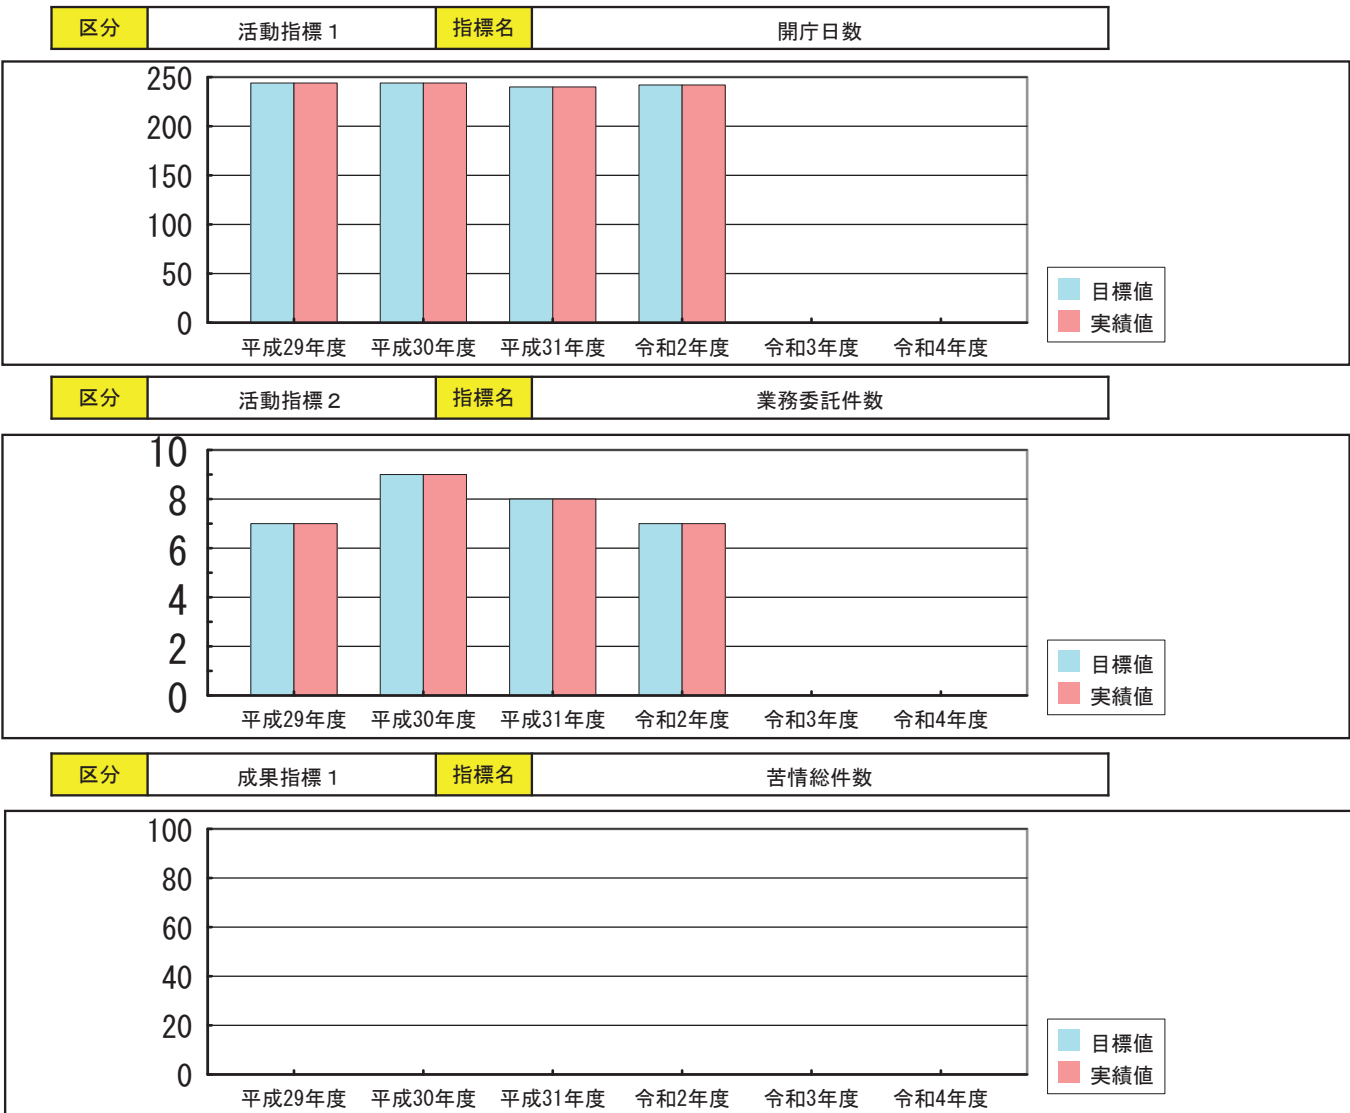 区分 活動指標１ 指標名 開庁日数
250
200
150
100
50
0
平成29年度 平成30年度 平成31年度 令和2年度 令和3年度 令和4年度
目標値
実績値
区分 活動指標２ 指標名 業務委託件数
10
8
6
4
2
0
平成29年度 平成30年度 平成31年度 令和2年度 令和3年度 令和4年度
目標値
実績値
区分 成果指標１ 指標名 苦情総件数
100
80
60
40
20
0
平成29年度 平成30年度 平成31年度 令和2年度 令和3年度 令和4年度
目標値
実績値